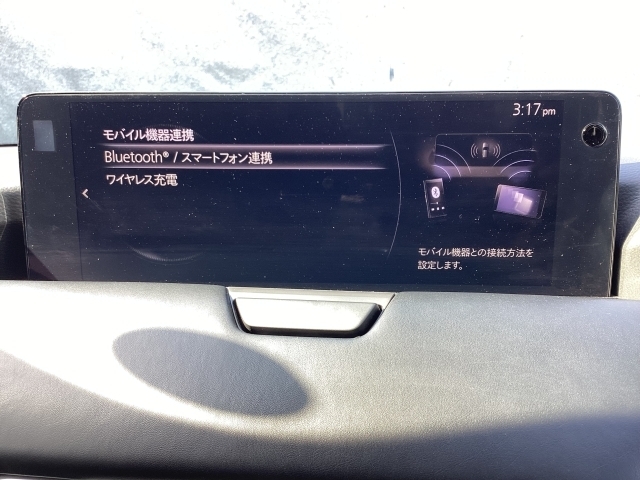 3:17 pm
モバイル機器連携
Bluetooth® / スマートフォン連携
ワイヤレス充電
モバイル機器との接続方法を
設定します。